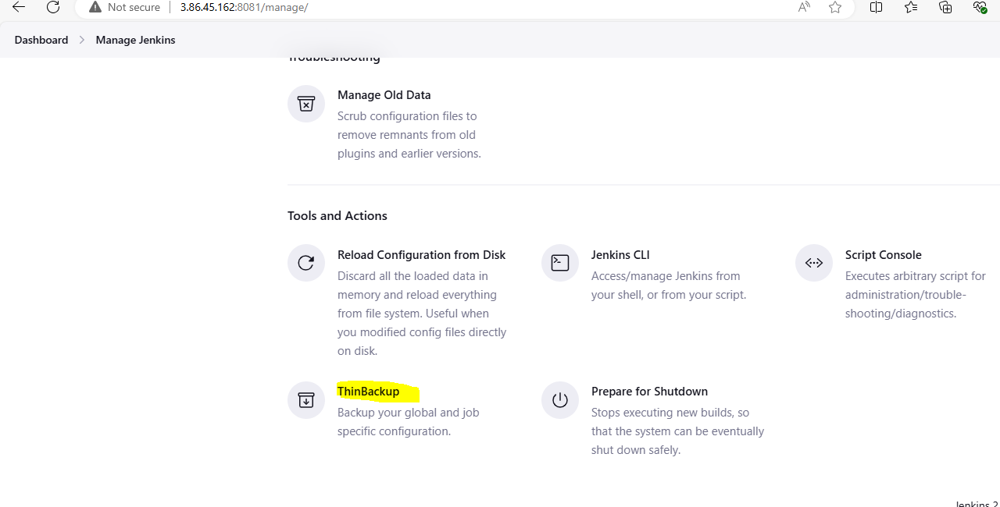 Not secure | 3.86.45.162:8081/manage/
Dashboard > Manage Jenkins
Troubleshooting
Manage Old Data
Scrub configuration files to
remove remnants from old
plugins and earlier versions.
Tools and Actions
Reload Configuration from Disk
Discard all the loaded data in
memory and reload everything
from file system. Useful when
you modified config files directly
on disk.
Jenkins CLI
Access/manage Jenkins from
your shell, or from your script.
Script Console
Executes arbitrary script for
administration/trouble-
shooting/diagnostics.
ThinBackup
Backup your global and job
specific configuration.
Prepare for Shutdown
Stops executing new builds, so
that the system can be eventually
shut down safely.
Jenkins 2